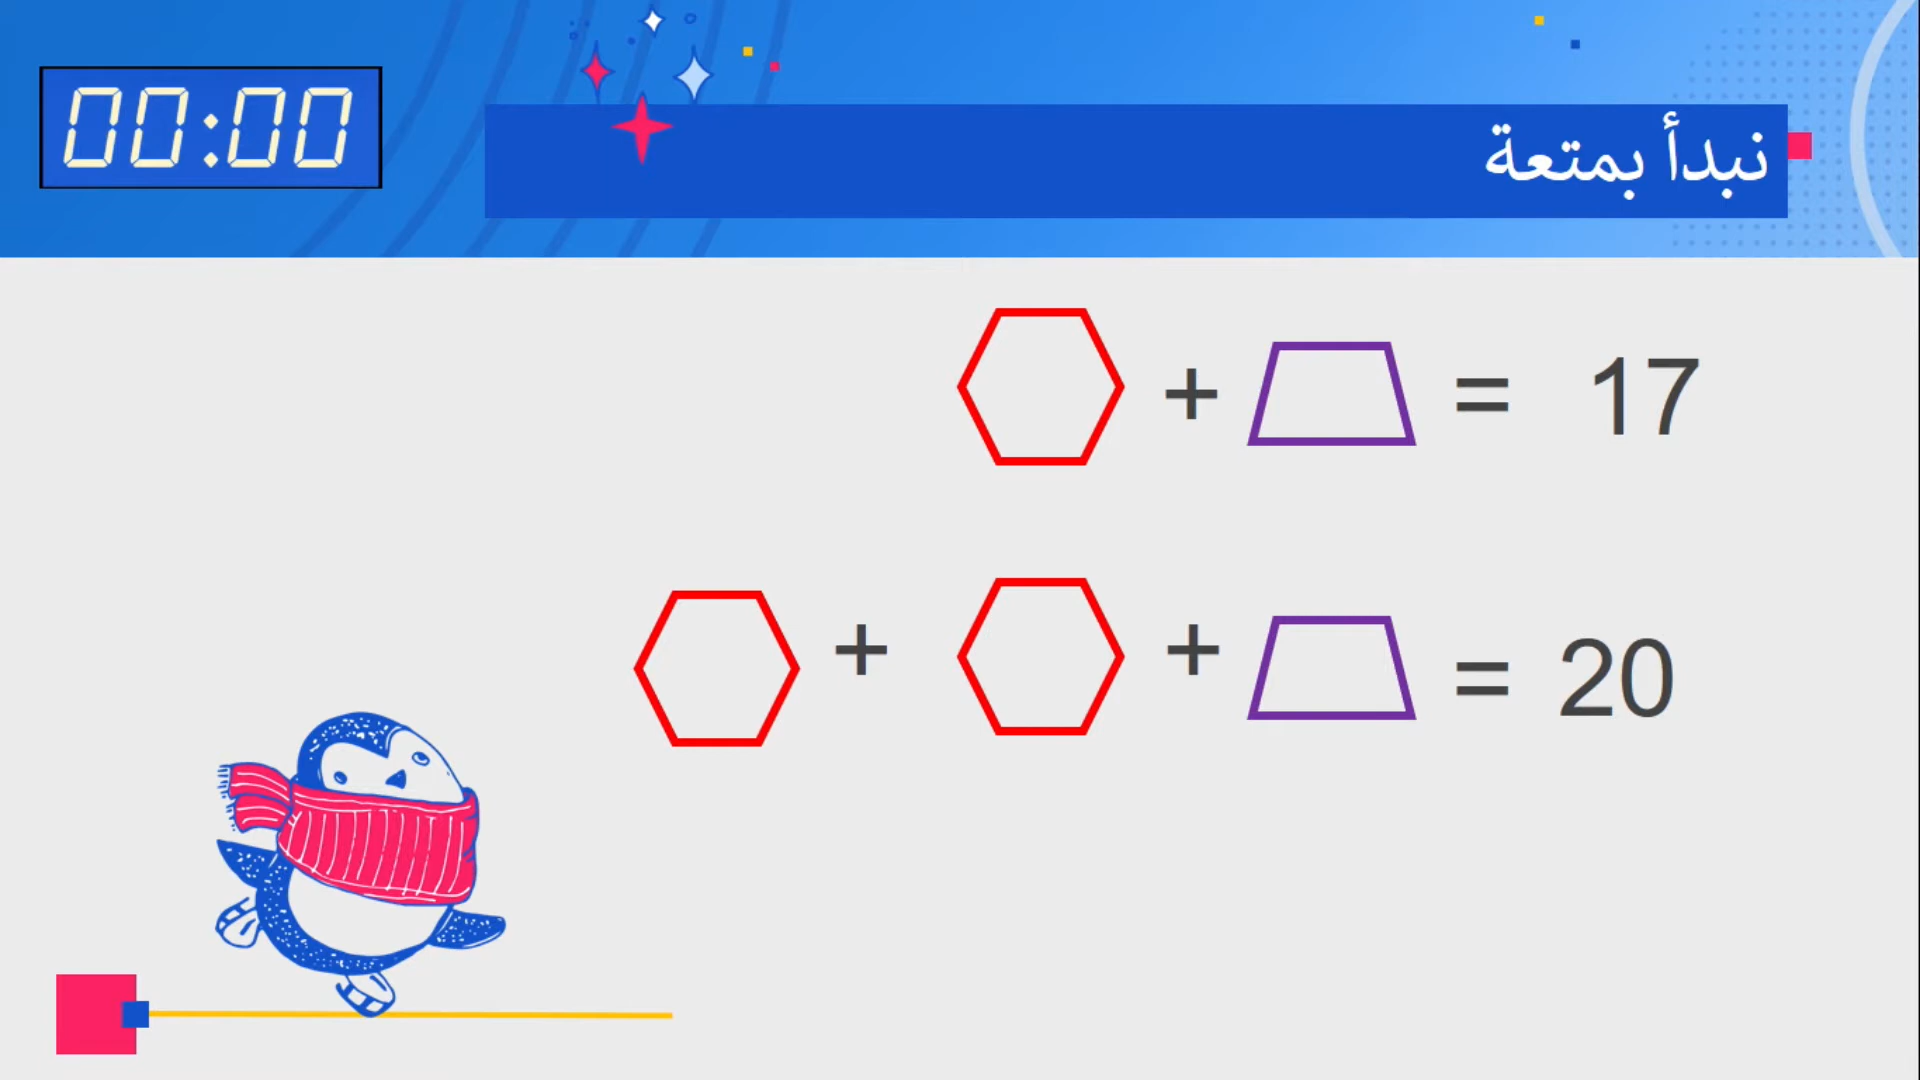 00:00
نبدأ بمتعة
+ = 17
+ + = 20